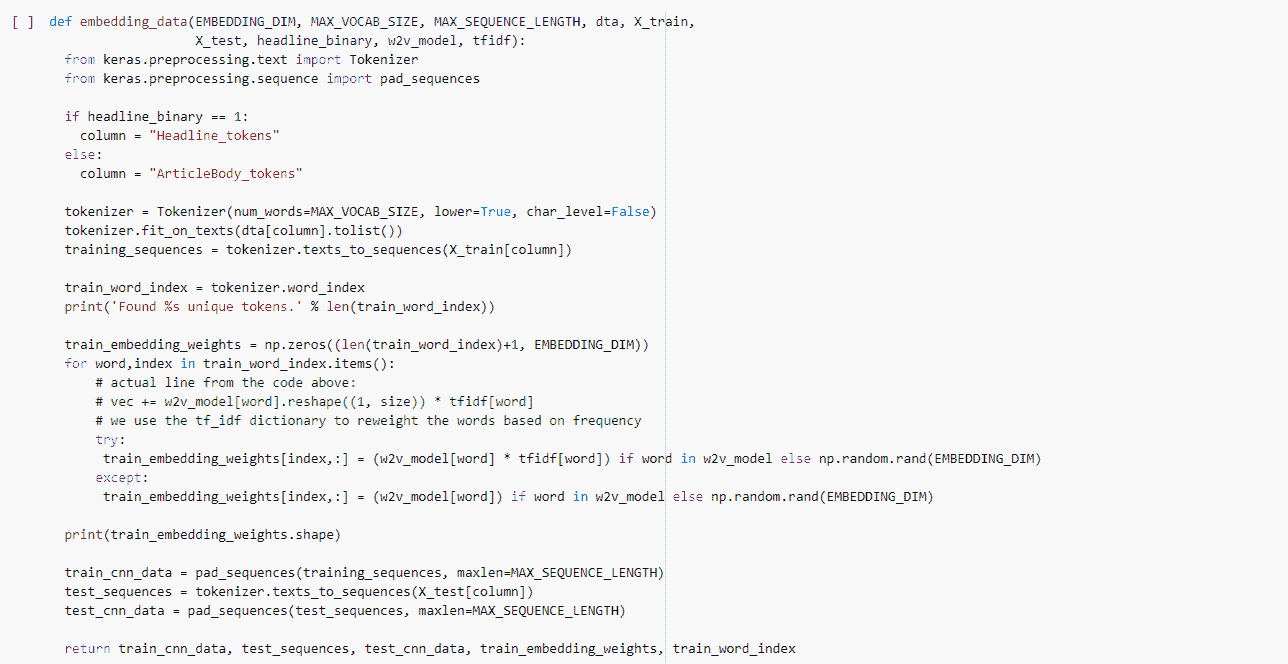 [ ] def embedding_data(EMBEDDING_DIM, MAX_VOCAB_SIZE, MAX_SEQUENCE_LENGTH, dta, X_train,
                   X_test, headline_binary, w2v_model, tfidf):
  from keras.preprocessing.text import Tokenizer
  from keras.preprocessing.sequence import pad_sequences

  if headline_binary == 1:
    column = "Headline_tokens"
  else:
    column = "ArticleBody_tokens"

  tokenizer = Tokenizer(num_words=MAX_VOCAB_SIZE, lower=True, char_level=False)
  tokenizer.fit_on_texts(dta[column].tolist())
  training_sequences = tokenizer.texts_to_sequences(X_train[column])

  train_word_index = tokenizer.word_index
  print('Found %s unique tokens.' % len(train_word_index))

  train_embedding_weights = np.zeros((len(train_word_index)+1, EMBEDDING_DIM))
  for word,index in train_word_index.items():
      # actual line from the code above:
      # vec += w2v_model[word].reshape((1, size)) * tfidf[word]
      # we use the tf_idf dictionary to reweight the words based on frequency
      try:
       train_embedding_weights[index,:] = (w2v_model[word] * tfidf[word]) if word in w2v_model else np.random.rand(EMBEDDING_DIM)
      except:
       train_embedding_weights[index,:] = (w2v_model[word]) if word in w2v_model else np.random.rand(EMBEDDING_DIM)

  print(train_embedding_weights.shape)

  train_cnn_data = pad_sequences(training_sequences, maxlen=MAX_SEQUENCE_LENGTH)
  test_sequences = tokenizer.texts_to_sequences(X_test[column])
  test_cnn_data = pad_sequences(test_sequences, maxlen=MAX_SEQUENCE_LENGTH)

  return train_cnn_data, test_sequences, test_cnn_data, train_embedding_weights, train_word_index